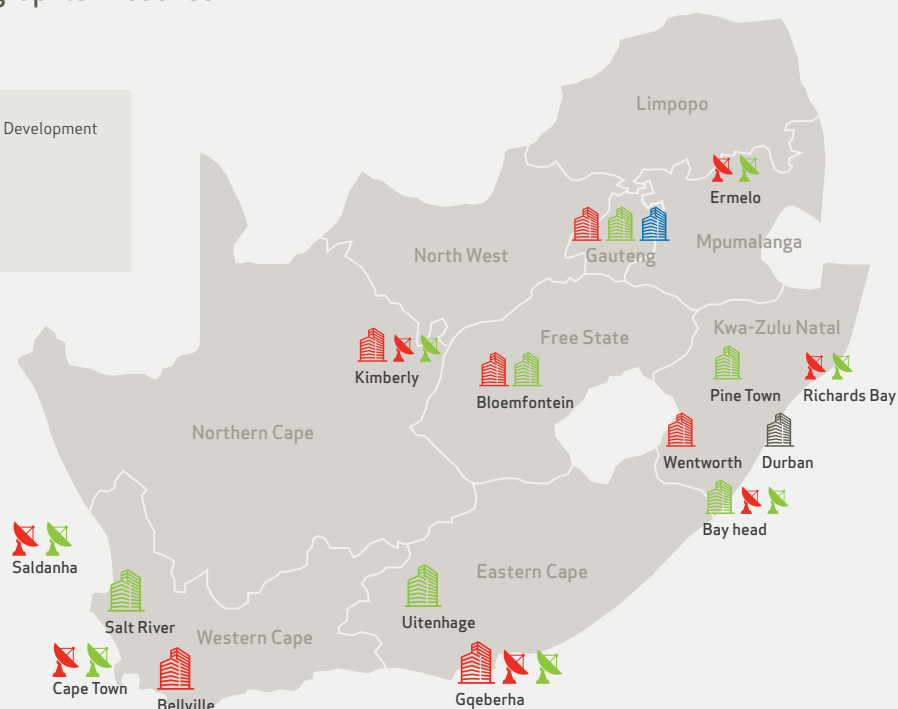 Development
Limpopo
Ermelo
Mpumalanga
Gauteng
North West
Kwa-Zulu Natal
Free State
Kimberly
Pine Town
Richards Bay
Bloemfontein
Northern Cape
Wentworth
Durban
Bay head
Saldanha
Eastern Cape
Uitenhage
Salt River
Western Cape
Cape Town
Gqeberha
Bellville